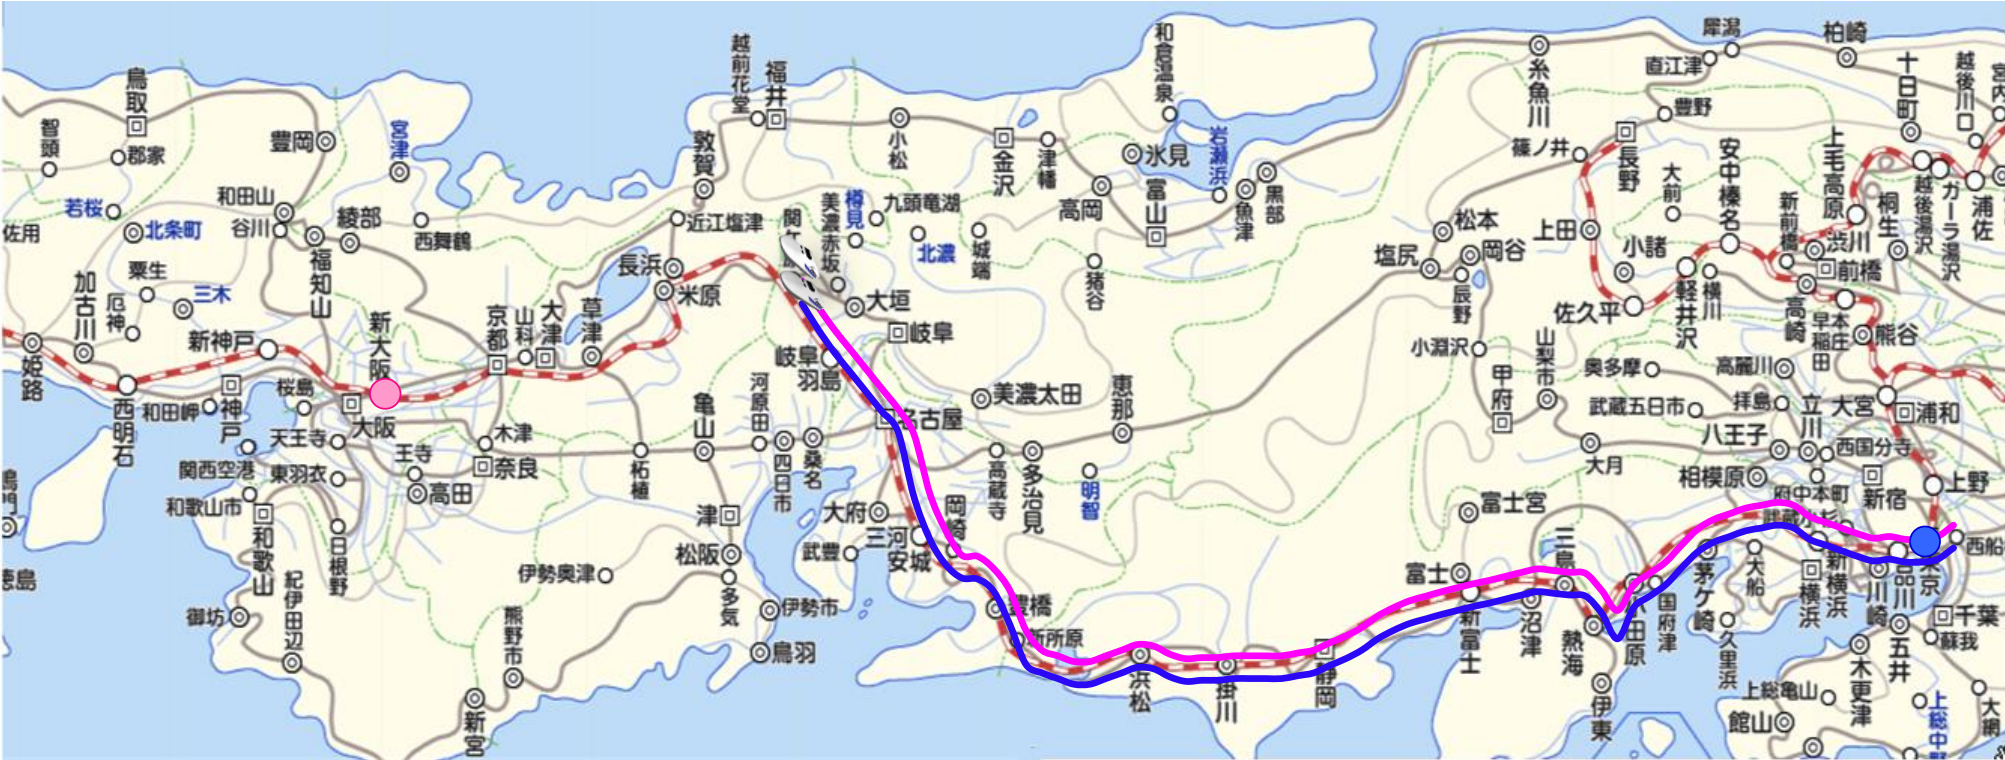 鳥取
智頭
郡家
若桜
佐用
北条町
粟生
三木
加古川
厄神
姫路
西明石
新神戸
和田岬
神戸
豊岡
和田山
谷川
福知山
綾部
宮津
西舞鶴
新大阪
大阪
桜島
天王寺
関西空港
東羽衣
和歌山市
和歌山
日根野
御坊
紀伊田辺
王寺
高田
木津
奈良
京都
山科
大津
草津
長浜
米原
近江塩津
敦賀
越前花堂
福井
小松
金沢
津幡
高岡
氷見
富山
和倉温泉
岩瀬浜
魚津
黒部
糸魚川
美濃赤坂
樽見
九頭竜湖
北濃
城端
猪谷
大垣
岐阜
岐阜羽島
名古屋
美濃太田
恵那
多治見
高蔵寺
明智
亀山
柘植
河原田
四日市
桑名
津
松阪
多気
伊勢奥津
伊勢市
鳥羽
熊野市
新宮
大府
武豊
三河安城
岡崎
豊橋
新所原
浜松
掛川
静岡
富士
富士宮
新富士
沼津
三島
熱海
伊東
小田原
国府津
茅ケ崎
大船
久里浜
横浜
新横浜
武蔵小杉
川崎
品川
東京
西船
上野
新宿
府中本町
西国分寺
立川
八王子
相模原
拝島
武蔵五日市
奥多摩
高麗川
大月
山梨市
甲府
小淵沢
辰野
岡谷
塩尻
松本
篠ノ井
長野
豊野
直江津
犀潟
柏崎
十日町
越後川口
宮内
上田
小諸
佐久平
軽井沢
横川
大前
安中榛名
新前橋
前橋
渋川
上毛高原
桐生
越後湯沢
ガーラ湯沢
浦佐
高崎
本庄早稲田
熊谷
大宮
浦和
千葉
蘇我
五井
木更津
上総亀山
館山
上総中野
大網